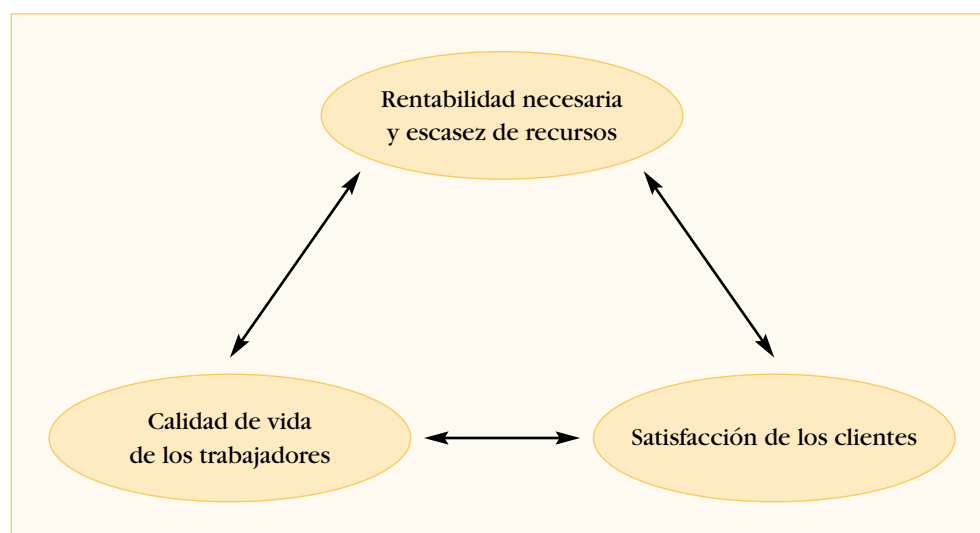 Rentabilidad necesaria
y escasez de recursos
Calidad de vida
de los trabajadores
Satisfacción de los clientes